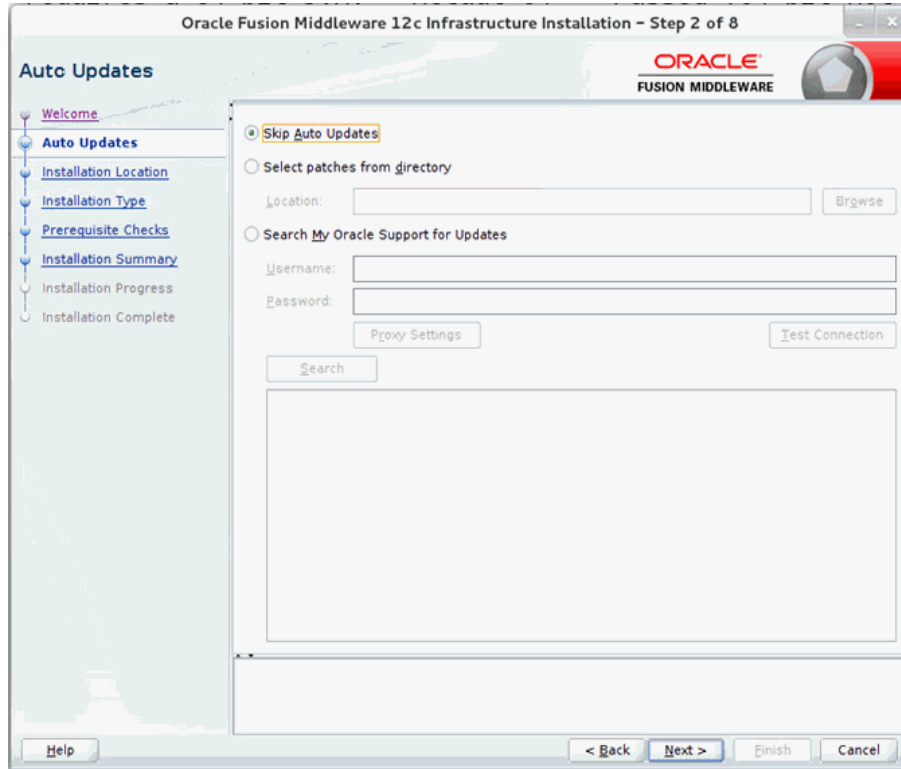 Oracle Fusion Middleware 12c Infrastructure Installation – Step 2 of 8
Auto Updates
ORACLE
FUSION MIDDLEWARE
Welcome
Auto Updates
Installation Location
Installation Type
Prerequisite Checks
Installation Summary
Installation Progress
Installation Complete
Skip Auto Updates
Select patches from directory
Location:
Browse
Search My Oracle Support for Updates
Username:
Password:
Proxy Settings
Test Connection
Search
Help
< Back
Next >
Finish
Cancel